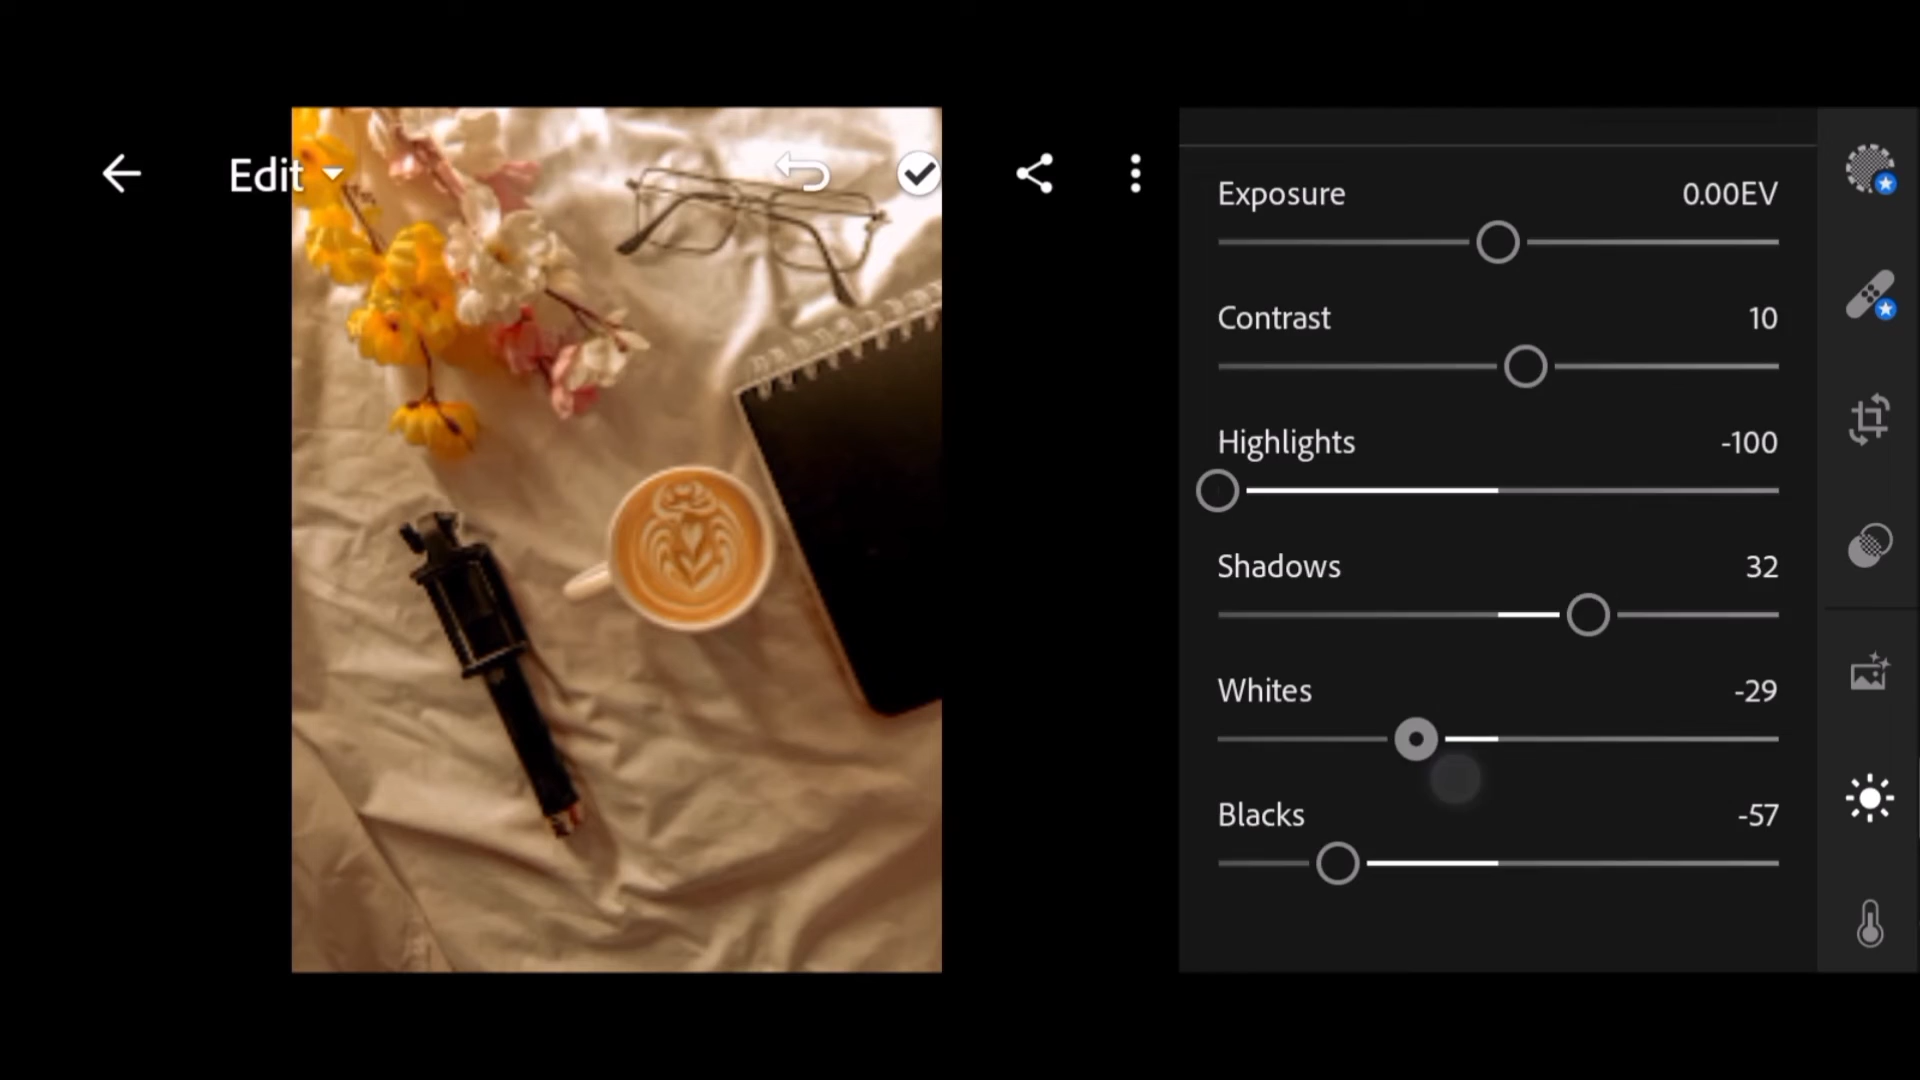 Edit
Exposure 0.00EV
Contrast 10
Highlights -100
Shadows 32
Whites -29
Blacks -57